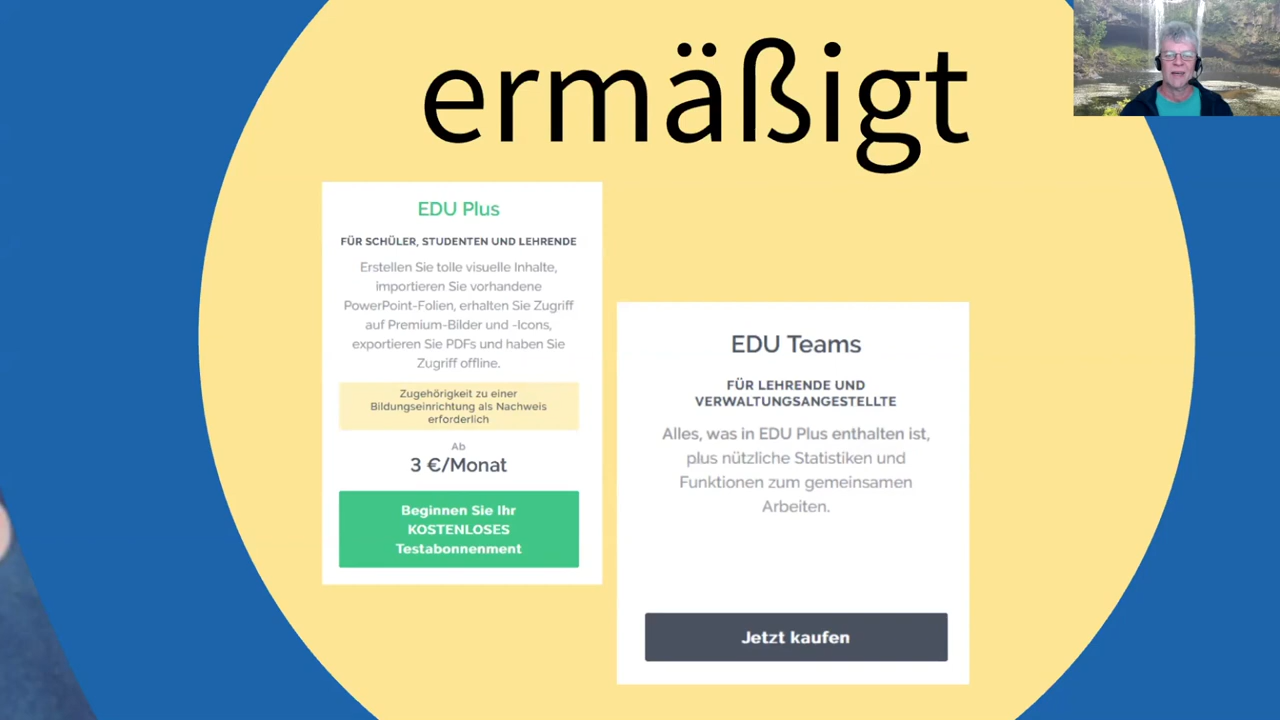 ermäßigt
EDU Plus
FÜR SCHÜLER, STUDENTEN UND LEHRENDE
Erstellen Sie tolle visuelle Inhalte,
importieren Sie vorhandene
PowerPoint-Folien, erhalten Sie Zugriff
auf Premium-Bilder und -Icons,
exportieren Sie PDFs und haben Sie
Zugriff offline.
Zugehörigkeit zu einer
Bildungseinrichtung als Nachweis
erforderlich
Ab
3 €/Monat
Beginnen Sie Ihr
KOSTENLOSES
Testabonnenment
EDU Teams
FÜR LEHRENDE UND
VERWALTUNGSANGESTELLTE
Alles, was in EDU Plus enthalten ist,
plus nützliche Statistiken und
Funktionen zum gemeinsamen
Arbeiten.
Jetzt kaufen